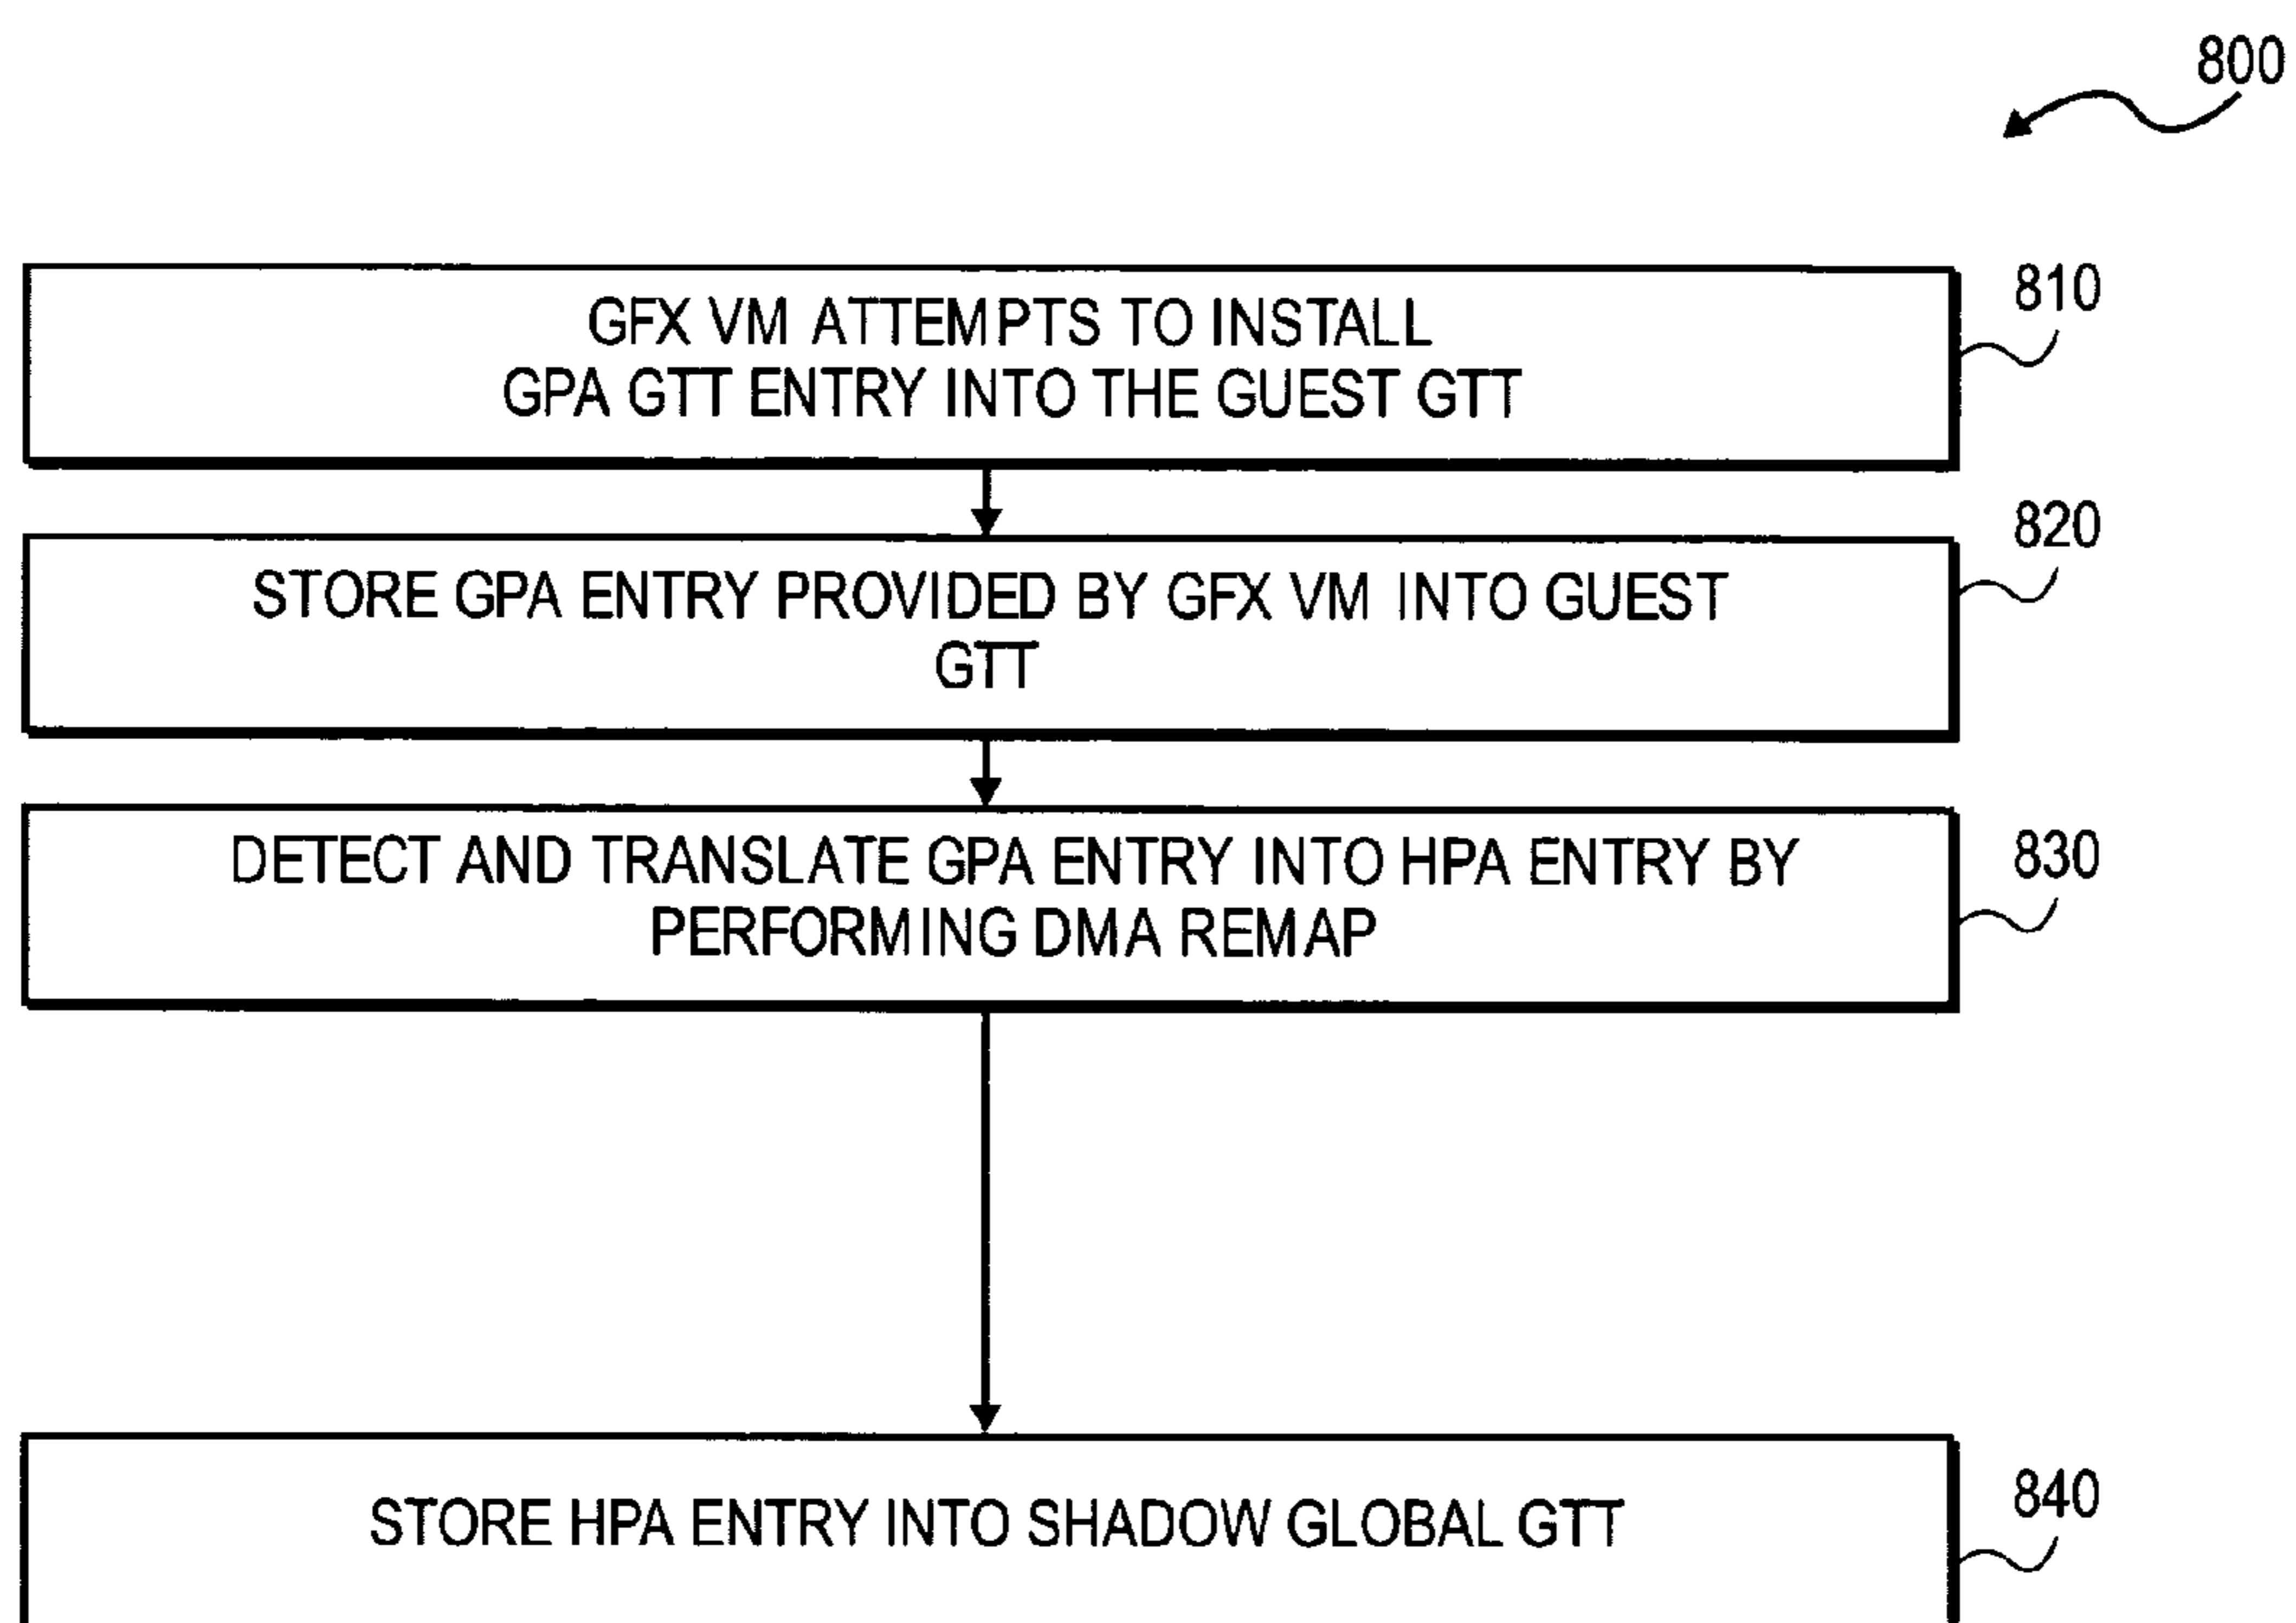 800
GFX VM ATTEMPTS TO INSTALL
GPA GTT ENTRY INTO THE GUEST GTT
810
STORE GPA ENTRY PROVIDED BY GFX VM INTO GUEST
GTT
820
DETECT AND TRANSLATE GPA ENTRY INTO HPA ENTRY BY
PERFORMING DMA REMAP
830
STORE HPA ENTRY INTO SHADOW GLOBAL GTT
840